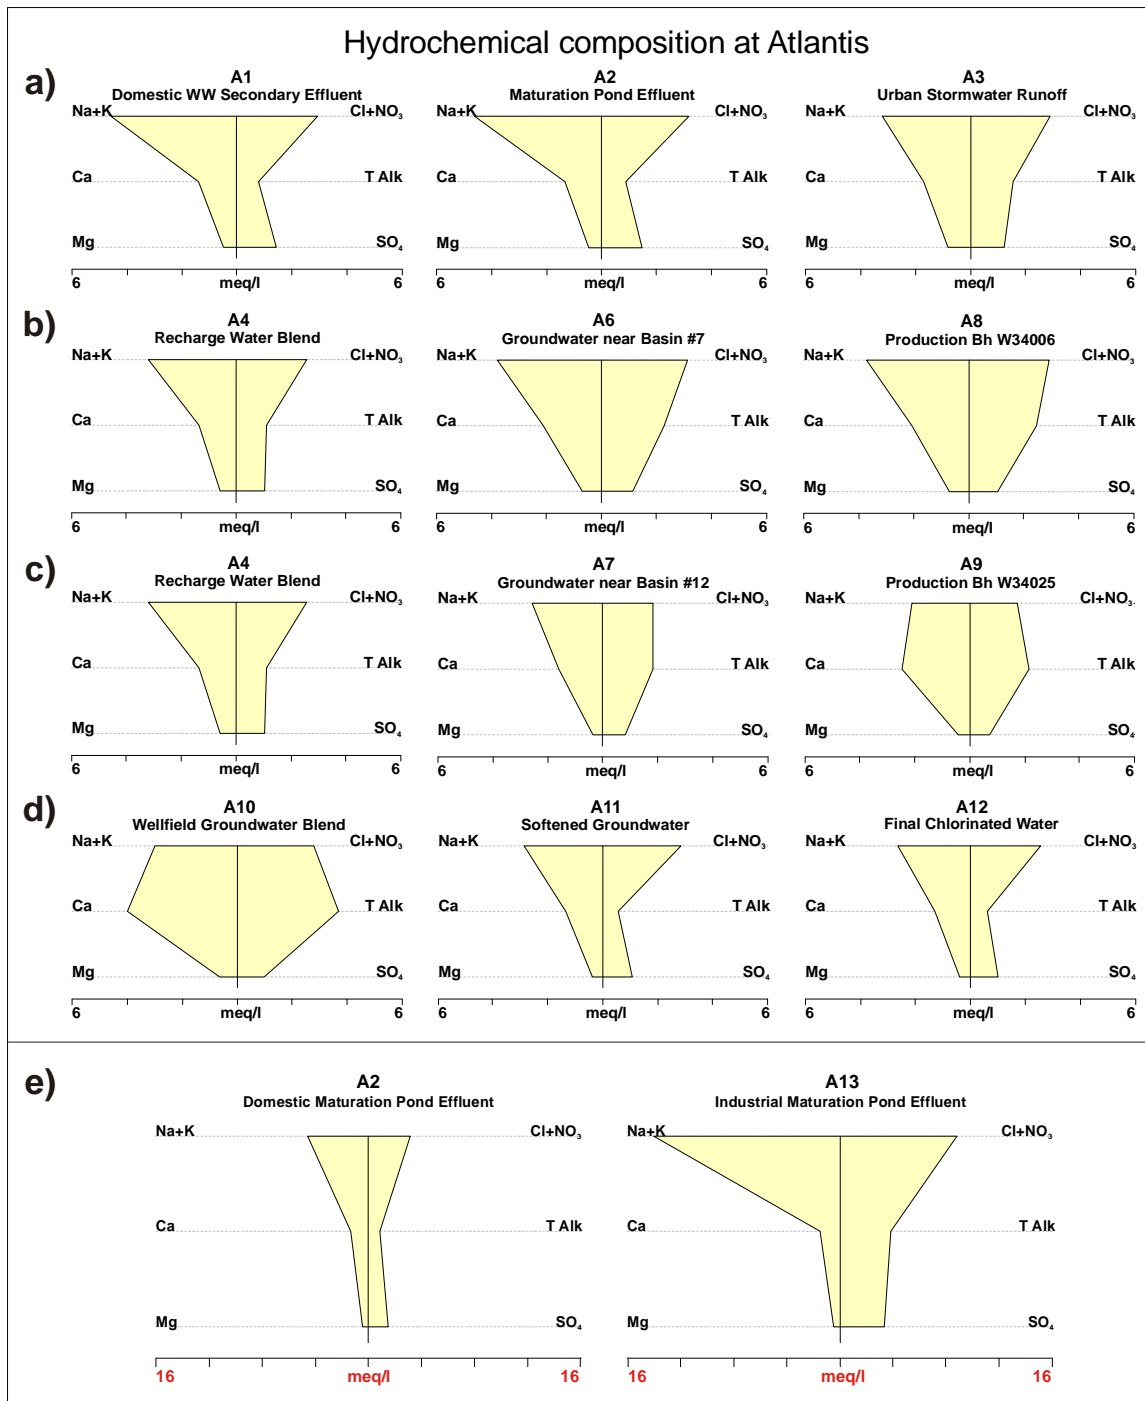 Hydrochemical composition at Atlantis
a)
A1
Domestic WW Secondary Effluent
Na+K Cl+NO₃
Ca T Alk
Mg SO₄
6 meq/l 6
A2
Maturation Pond Effluent
Na+K Cl+NO₃
Ca T Alk
Mg SO₄
6 meq/l 6
A3
Urban Stormwater Runoff
Na+K Cl+NO₃
Ca T Alk
Mg SO₄
6 meq/l 6
b)
A4
Recharge Water Blend
Na+K Cl+NO₃
Ca T Alk
Mg SO₄
6 meq/l 6
A6
Groundwater near Basin #7
Na+K Cl+NO₃
Ca T Alk
Mg SO₄
6 meq/l 6
A8
Production Bh W34006
Na+K Cl+NO₃
Ca T Alk
Mg SO₄
6 meq/l 6
c)
A4
Recharge Water Blend
Na+K Cl+NO₃
Ca T Alk
Mg SO₄
6 meq/l 6
A7
Groundwater near Basin #12
Na+K Cl+NO₃
Ca T Alk
Mg SO₄
6 meq/l 6
A9
Production Bh W34025
Na+K Cl+NO₃
Ca T Alk
Mg SO₄
6 meq/l 6
d)
A10
Wellfield Groundwater Blend
Na+K Cl+NO₃
Ca T Alk
Mg SO₄
6 meq/l 6
A11
Softened Groundwater
Na+K Cl+NO₃
Ca T Alk
Mg SO₄
6 meq/l 6
A12
Final Chlorinated Water
Na+K Cl+NO₃
Ca T Alk
Mg SO₄
6 meq/l 6
e)
A2
Domestic Maturation Pond Effluent
Na+K Cl+NO₃
Ca T Alk
Mg SO₄
16 meq/l 16
A13
Industrial Maturation Pond Effluent
Na+K Cl+NO₃
Ca T Alk
Mg SO₄
16 meq/l 16